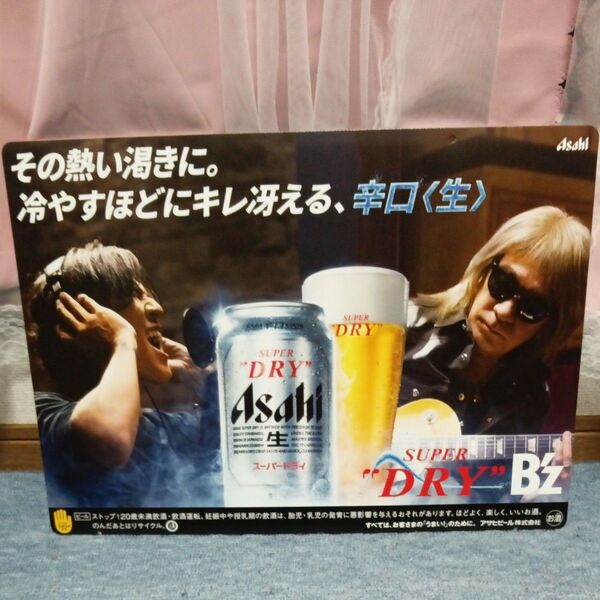 Asahi
その熱い渇きに。
冷やすほどにキレ冴える、辛口〈生〉
SUPER
"DRY"
SUPER
"DRY"
Asahi
生
スーパードライ
SUPER
"DRY"
B'z
ビール ストップ!20歳未満飲酒・飲酒運転。妊娠中や授乳期の飲酒は、胎児・乳児の発育に悪影響を与えるおそれがあります。ほどよく、楽しく、いいお酒。
のんだあとはリサイクル。
すべては、お客さまの「うまい!」のために。 アサヒビール株式会社
お酒